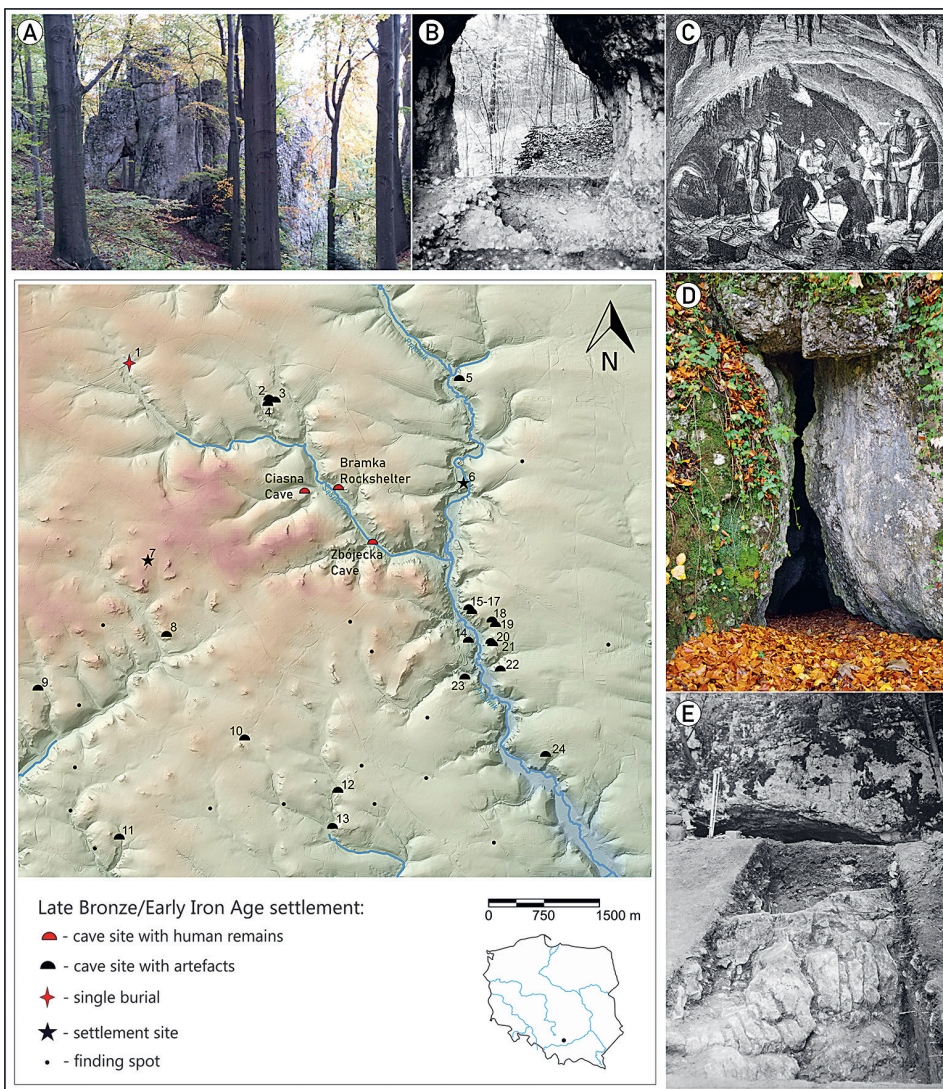 A
B
C
D
E
N
1
2
3
4
5
Ciasna
Cave
Bramka
Rockshelter
6
Zbójecka
Cave
7
8
9
10
11
12
13
14
15-17
18
19
20
21
22
23
24
Late Bronze/Early Iron Age settlement:
- cave site with human remains
- cave site with artefacts
- single burial
- settlement site
- finding spot
0 750 1500 m